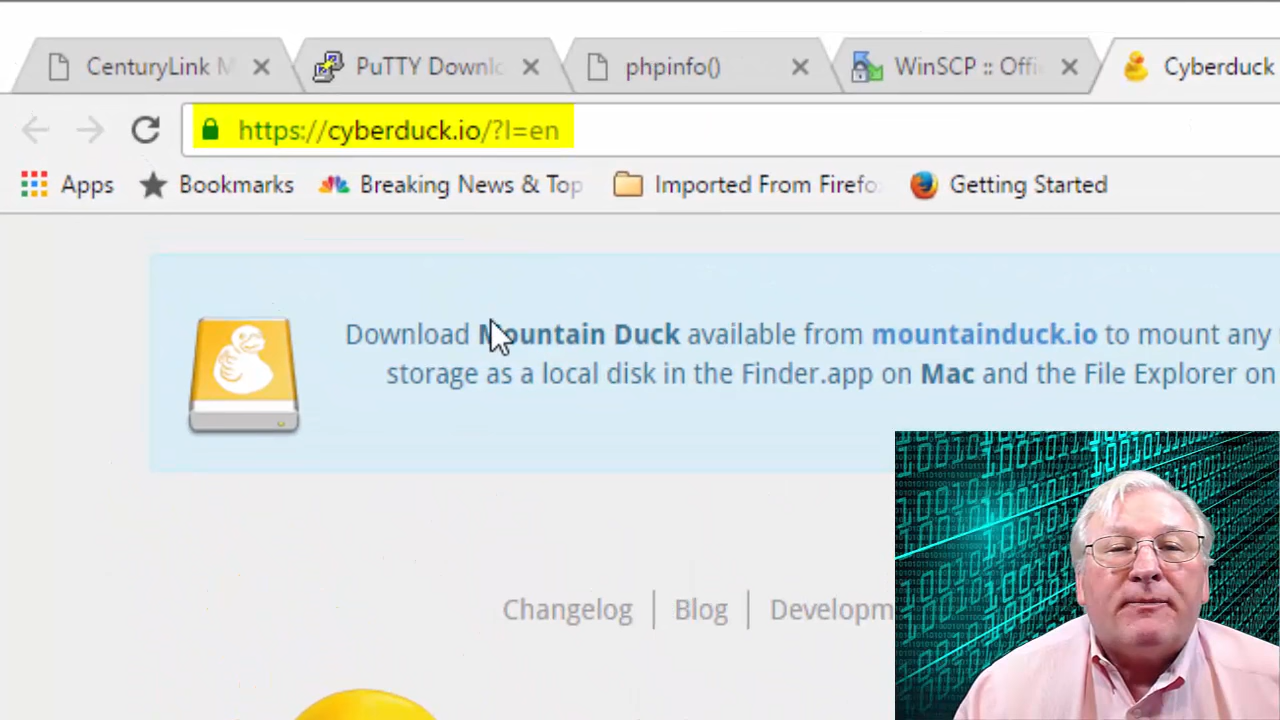 CenturyLink M
PuTTY Downlo
phpinfo()
WinSCP :: Offi
Cyberduck
https://cyberduck.io/?l=en
Apps
Bookmarks
Breaking News & Top
Imported From Firefo
Getting Started
Download Mountain Duck available from mountainduck.io to mount any
storage as a local disk in the Finder.app on Mac and the File Explorer on
Changelog | Blog | Developm